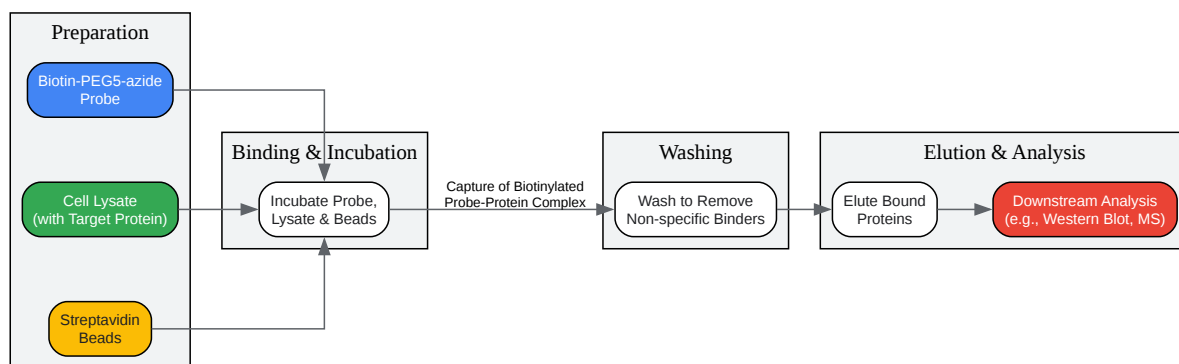 Preparation
Biotin-PEG5-azide
Probe
Cell Lysate
(with Target Protein)
Streptavidin
Beads
Binding & Incubation
Incubate Probe,
Lysate & Beads
Capture of Biotinylated
Probe-Protein Complex
Washing
Wash to Remove
Non-specific Binders
Elution & Analysis
Elute Bound
Proteins
Downstream Analysis
(e.g., Western Blot, MS)